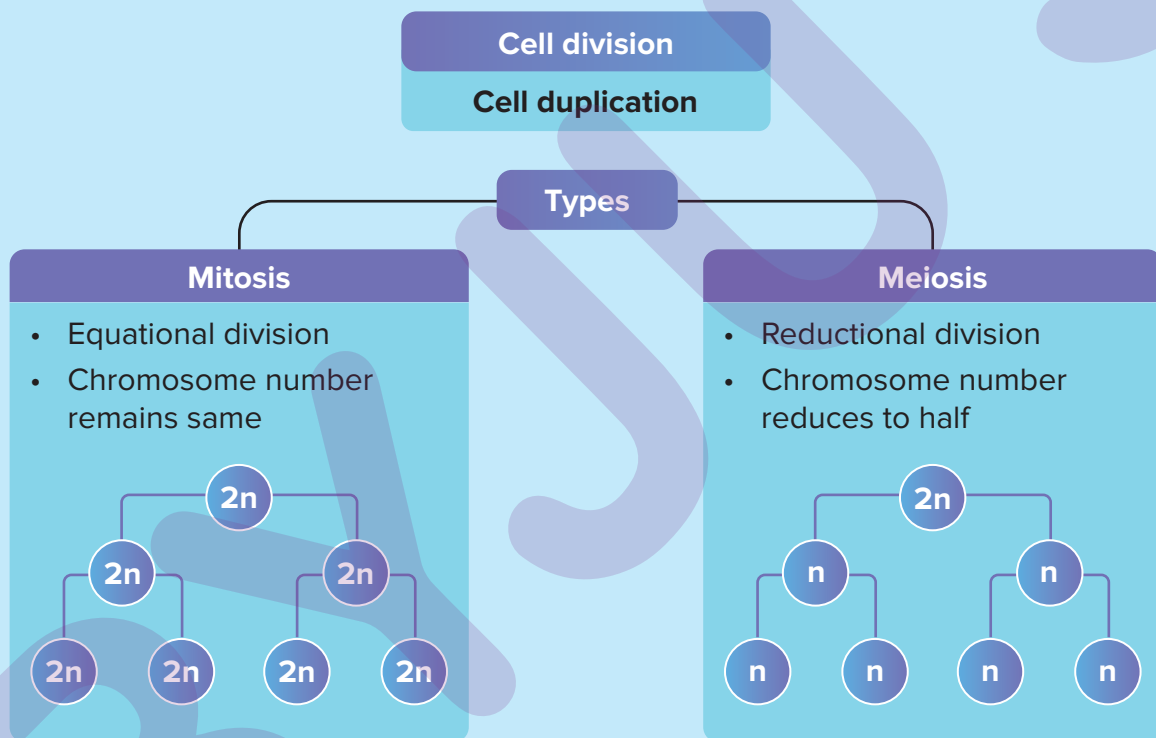 Cell division
Cell duplication
Types
Mitosis
• Equational division
• Chromosome number
remains same
2n
2n 2n
2n 2n 2n 2n
Meiosis
• Reductional division
• Chromosome number
reduces to half
2n
n n
n n n n